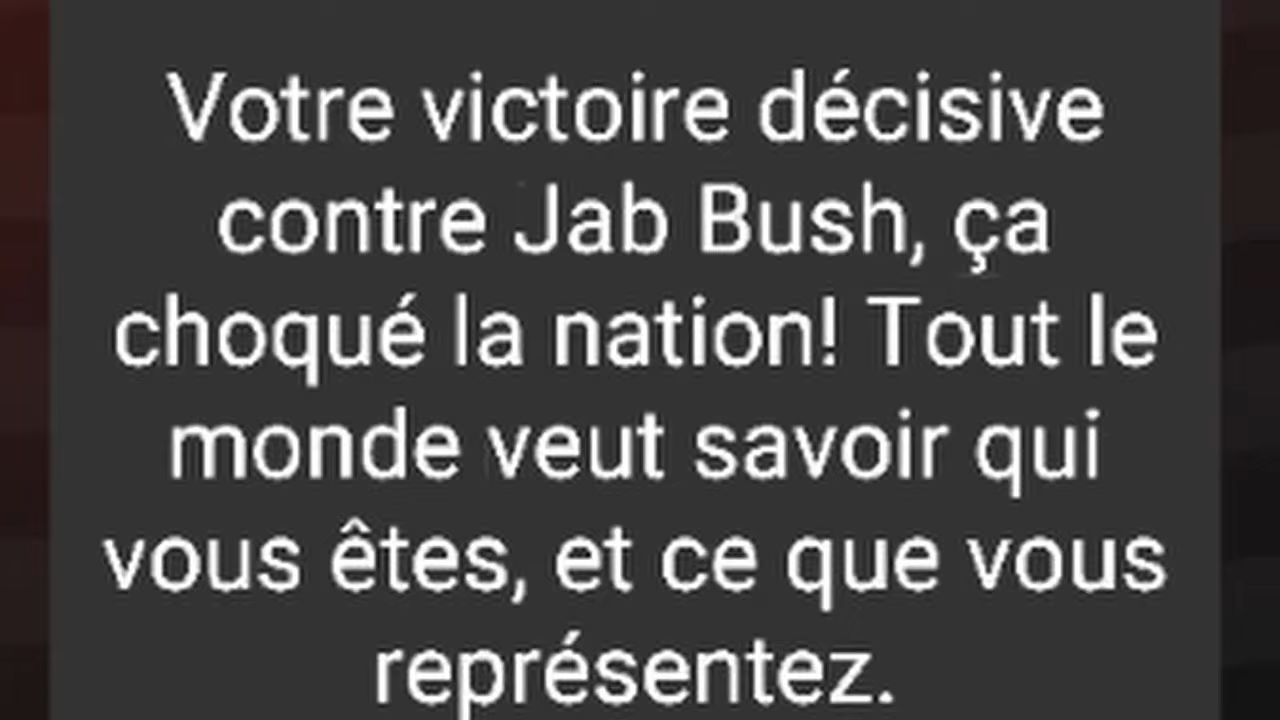 Votre victoire décisive
contre Jab Bush, ça
choqué la nation! Tout le
monde veut savoir qui
vous êtes, et ce que vous
représentez.